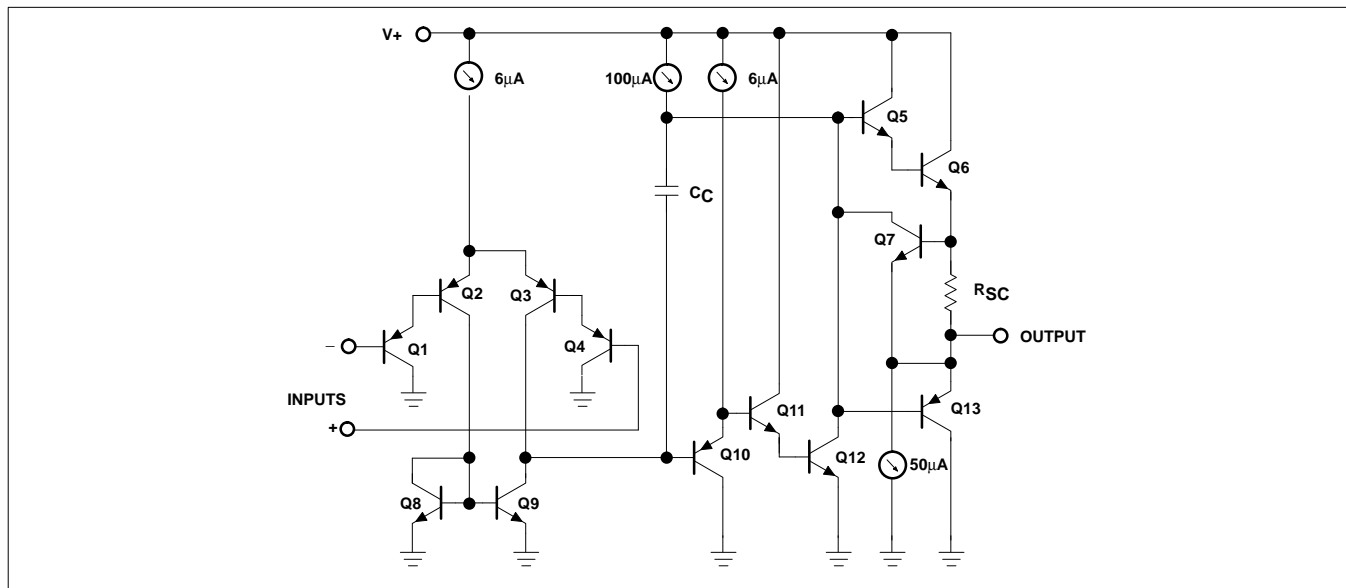 V+
6µA
100µA
6µA
Q5
Q6
CC
Q7
RSC
Q2
Q3
OUTPUT
–
Q1
Q4
INPUTS
+
Q11
Q13
Q10
Q12
50µA
Q8
Q9